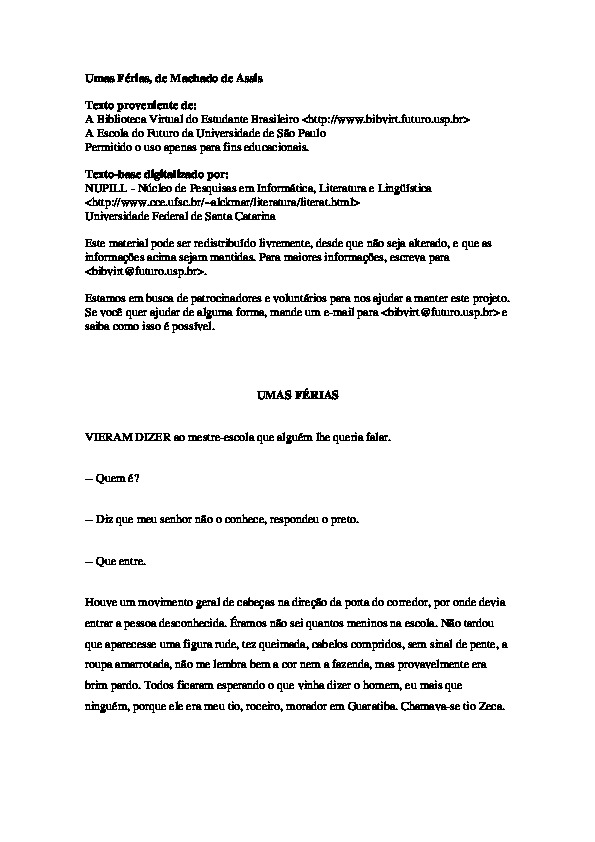 Umas Férias, de Machado de Assis
Texto proveniente de:
A Biblioteca Virtual do Estudante Brasileiro <http://www.bibvirt.futuro.usp.br>
A Escola do Futuro da Universidade de São Paulo
Permitido o uso apenas para fins educacionais.
Texto-base digitalizado por:
NUPILL - Núcleo de Pesquisas em Informática, Literatura e Lingüística
<http://www.cce.ufsc.br/~alckmar/literatura/literat.html>
Universidade Federal de Santa Catarina
Este material pode ser redistribuído livremente, desde que não seja alterado, e que as
informações acima sejam mantidas. Para maiores informações, escreva para
<bibvirt@futuro.usp.br>.
Estamos em busca de patrocinadores e voluntários para nos ajudar a manter este projeto.
Se você quer ajudar de alguma forma, mande um e-mail para <bibvirt@futuro.usp.br> e
saiba como isso é possível.
UMAS FÉRIAS
VIERAM DIZER ao mestre-escola que alguém lhe queria falar.
-- Quem é?
-- Diz que meu senhor não o conhece, respondeu o preto.
-- Que entre.
Houve um movimento geral de cabeças na direção da porta do corredor, por onde devia
entrar a pessoa desconhecida. Éramos não sei quantos meninos na escola. Não tardou
que aparecesse uma figura rude, tez queimada, cabelos compridos, sem sinal de pente, a
roupa amarrotada, não me lembra bem a cor nem a fazenda, mas provavelmente era
brim pardo. Todos ficaram esperando o que vinha dizer o homem, eu mais que
ninguém, porque ele era meu tio, roceiro, morador em Guaratiba. Chamava-se tio Zeca.